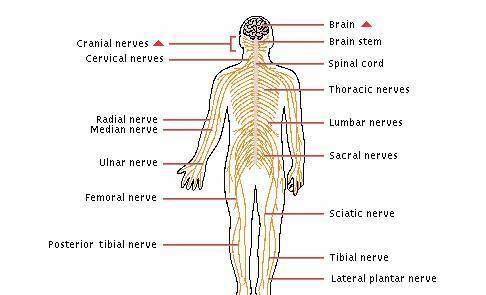 Brain
Cranial nerves
Brain stem
Cervical nerves
Spinal cord
Thoracic nerves
Radial nerve
Lumbar nerves
Median nerve
Sacral nerves
Ulnar nerve
Femoral nerve
Sciatic nerve
Posterior tibial nerve
Tibial nerve
Lateral plantar nerve